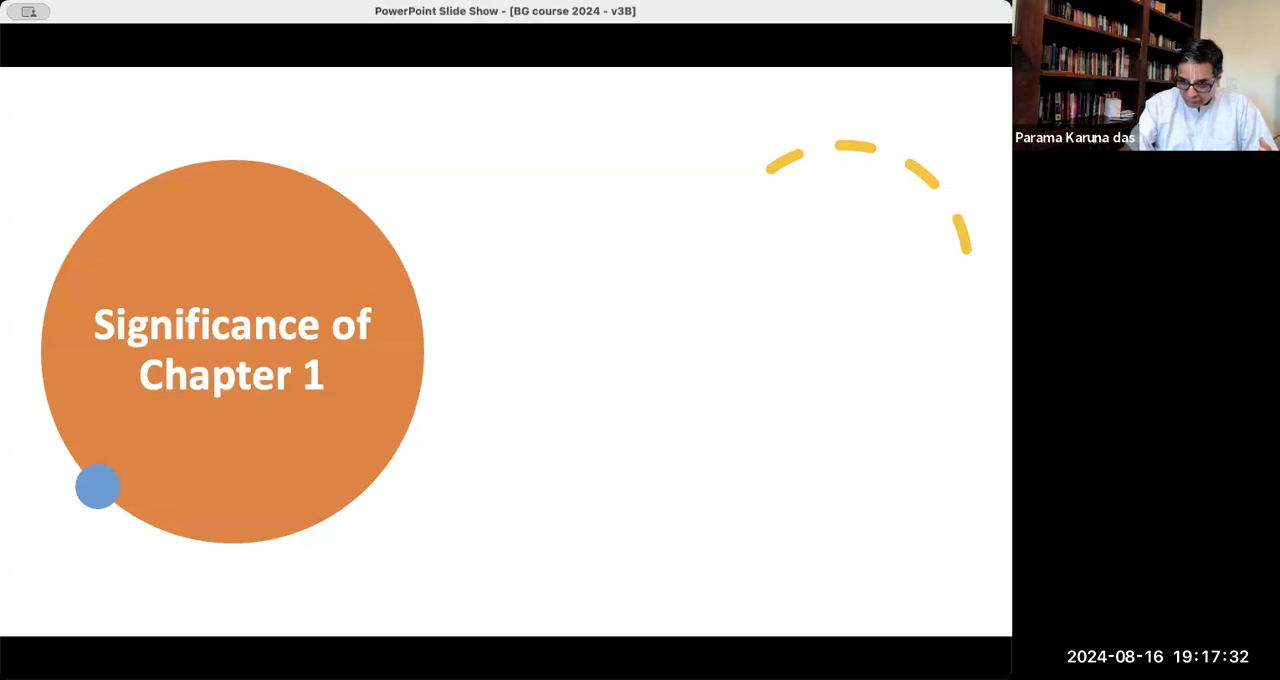 PowerPoint Slide Show - [BG course 2024 - v3B]
Significance of
Chapter 1
Parama Karuna das
2024-08-16 19:17:32